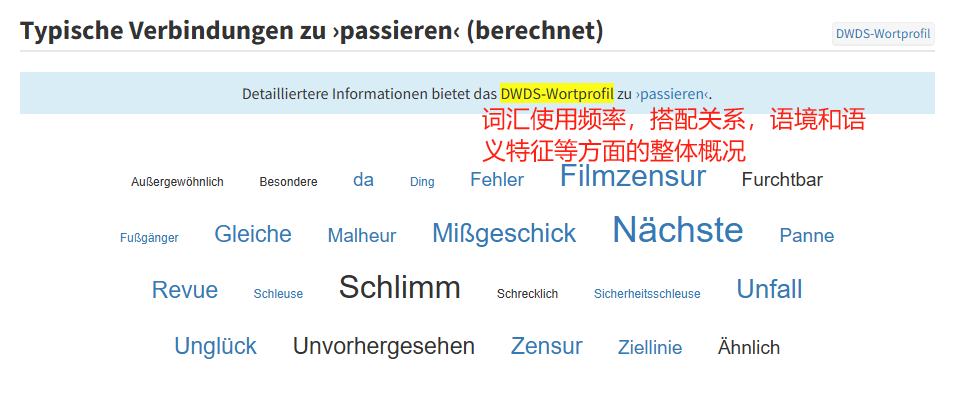 Typische Verbindungen zu ›passieren‹ (berechnet)
DWDS-Wortprofil
Detailliertere Informationen bietet das DWDS-Wortprofil zu ›passieren‹.
词汇使用频率，搭配关系，语境和语
义特征等方面的整体概况
Außergewöhnlich Besondere da Ding Fehler Filmzensur Furchtbar
Fußgänger Gleiche Malheur Mißgeschick Nächste Panne
Revue Schleuse Schlimm Schrecklich Sicherheitsschleuse Unfall
Unglück Unvorhergesehen Zensur Ziellinie Ähnlich